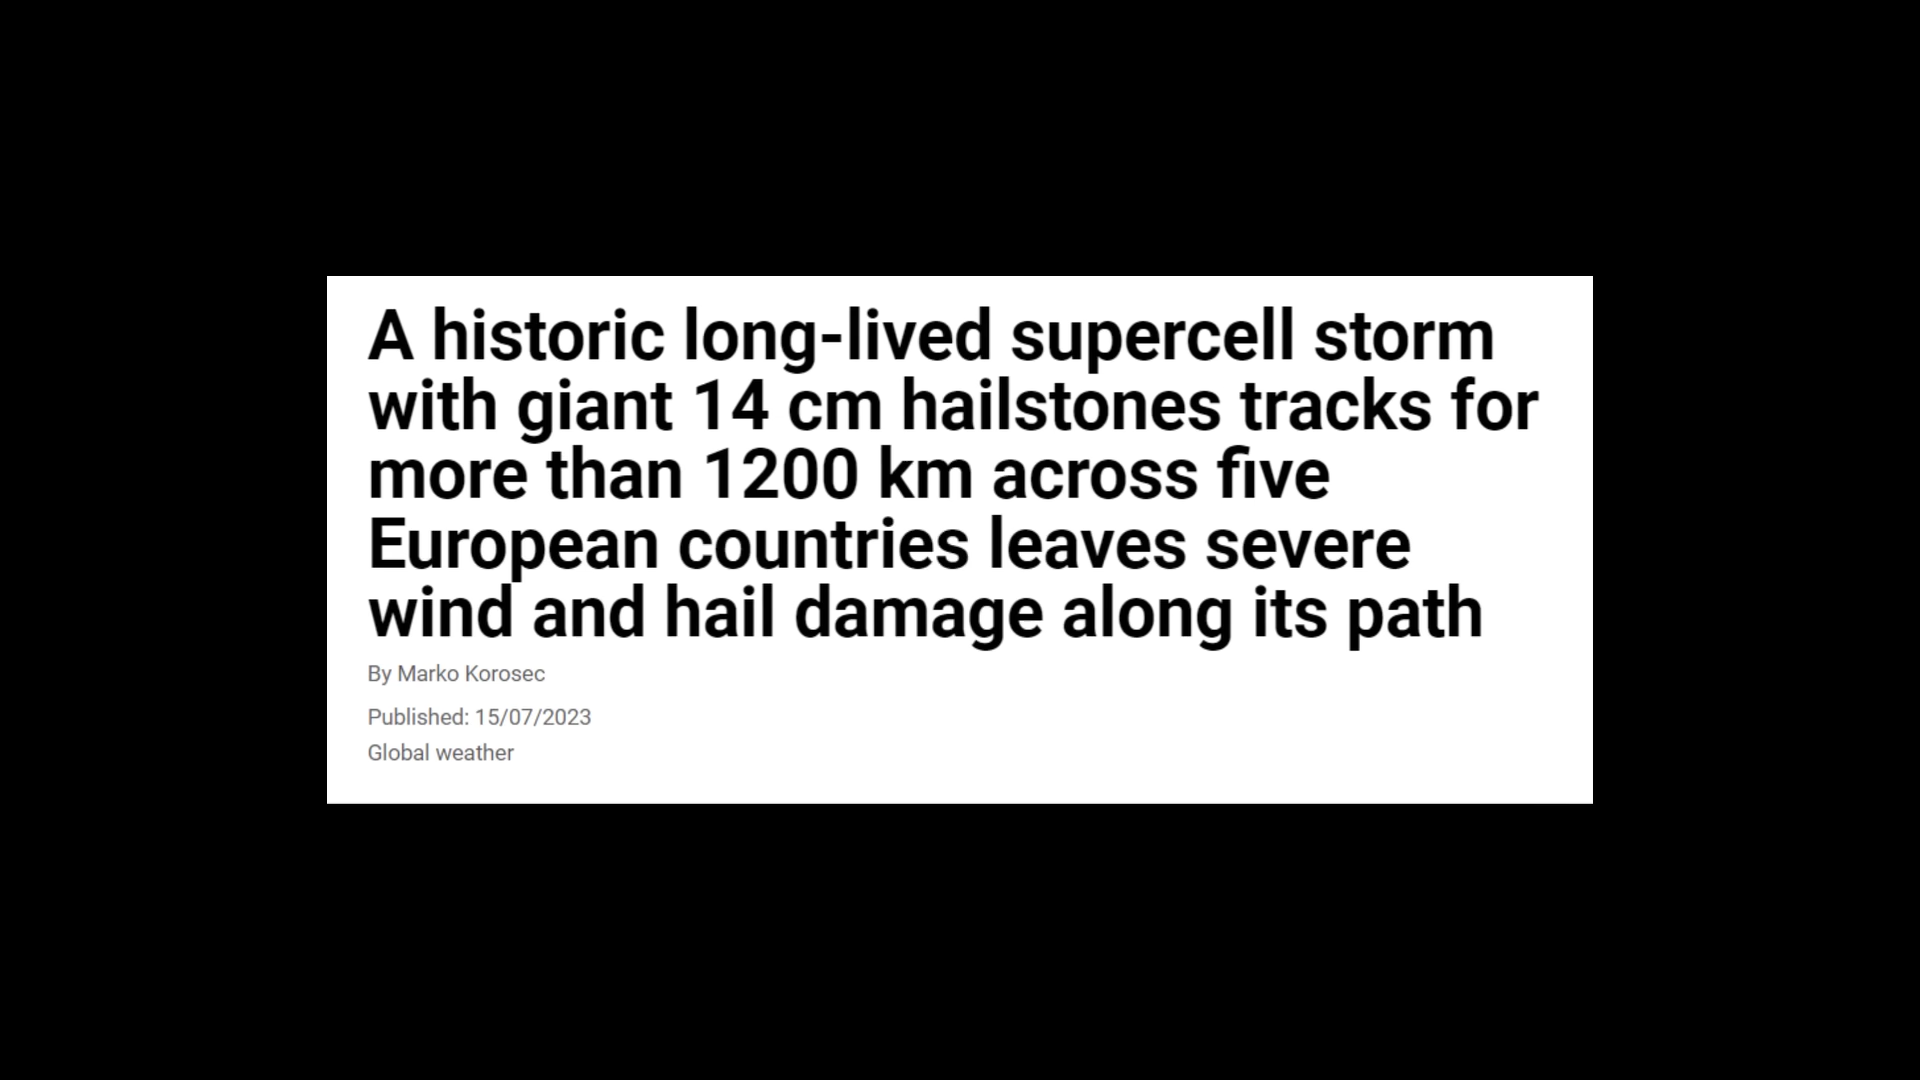 A historic long-lived supercell storm
with giant 14 cm hailstones tracks for
more than 1200 km across five
European countries leaves severe
wind and hail damage along its path
By Marko Korosec
Published: 15/07/2023
Global weather